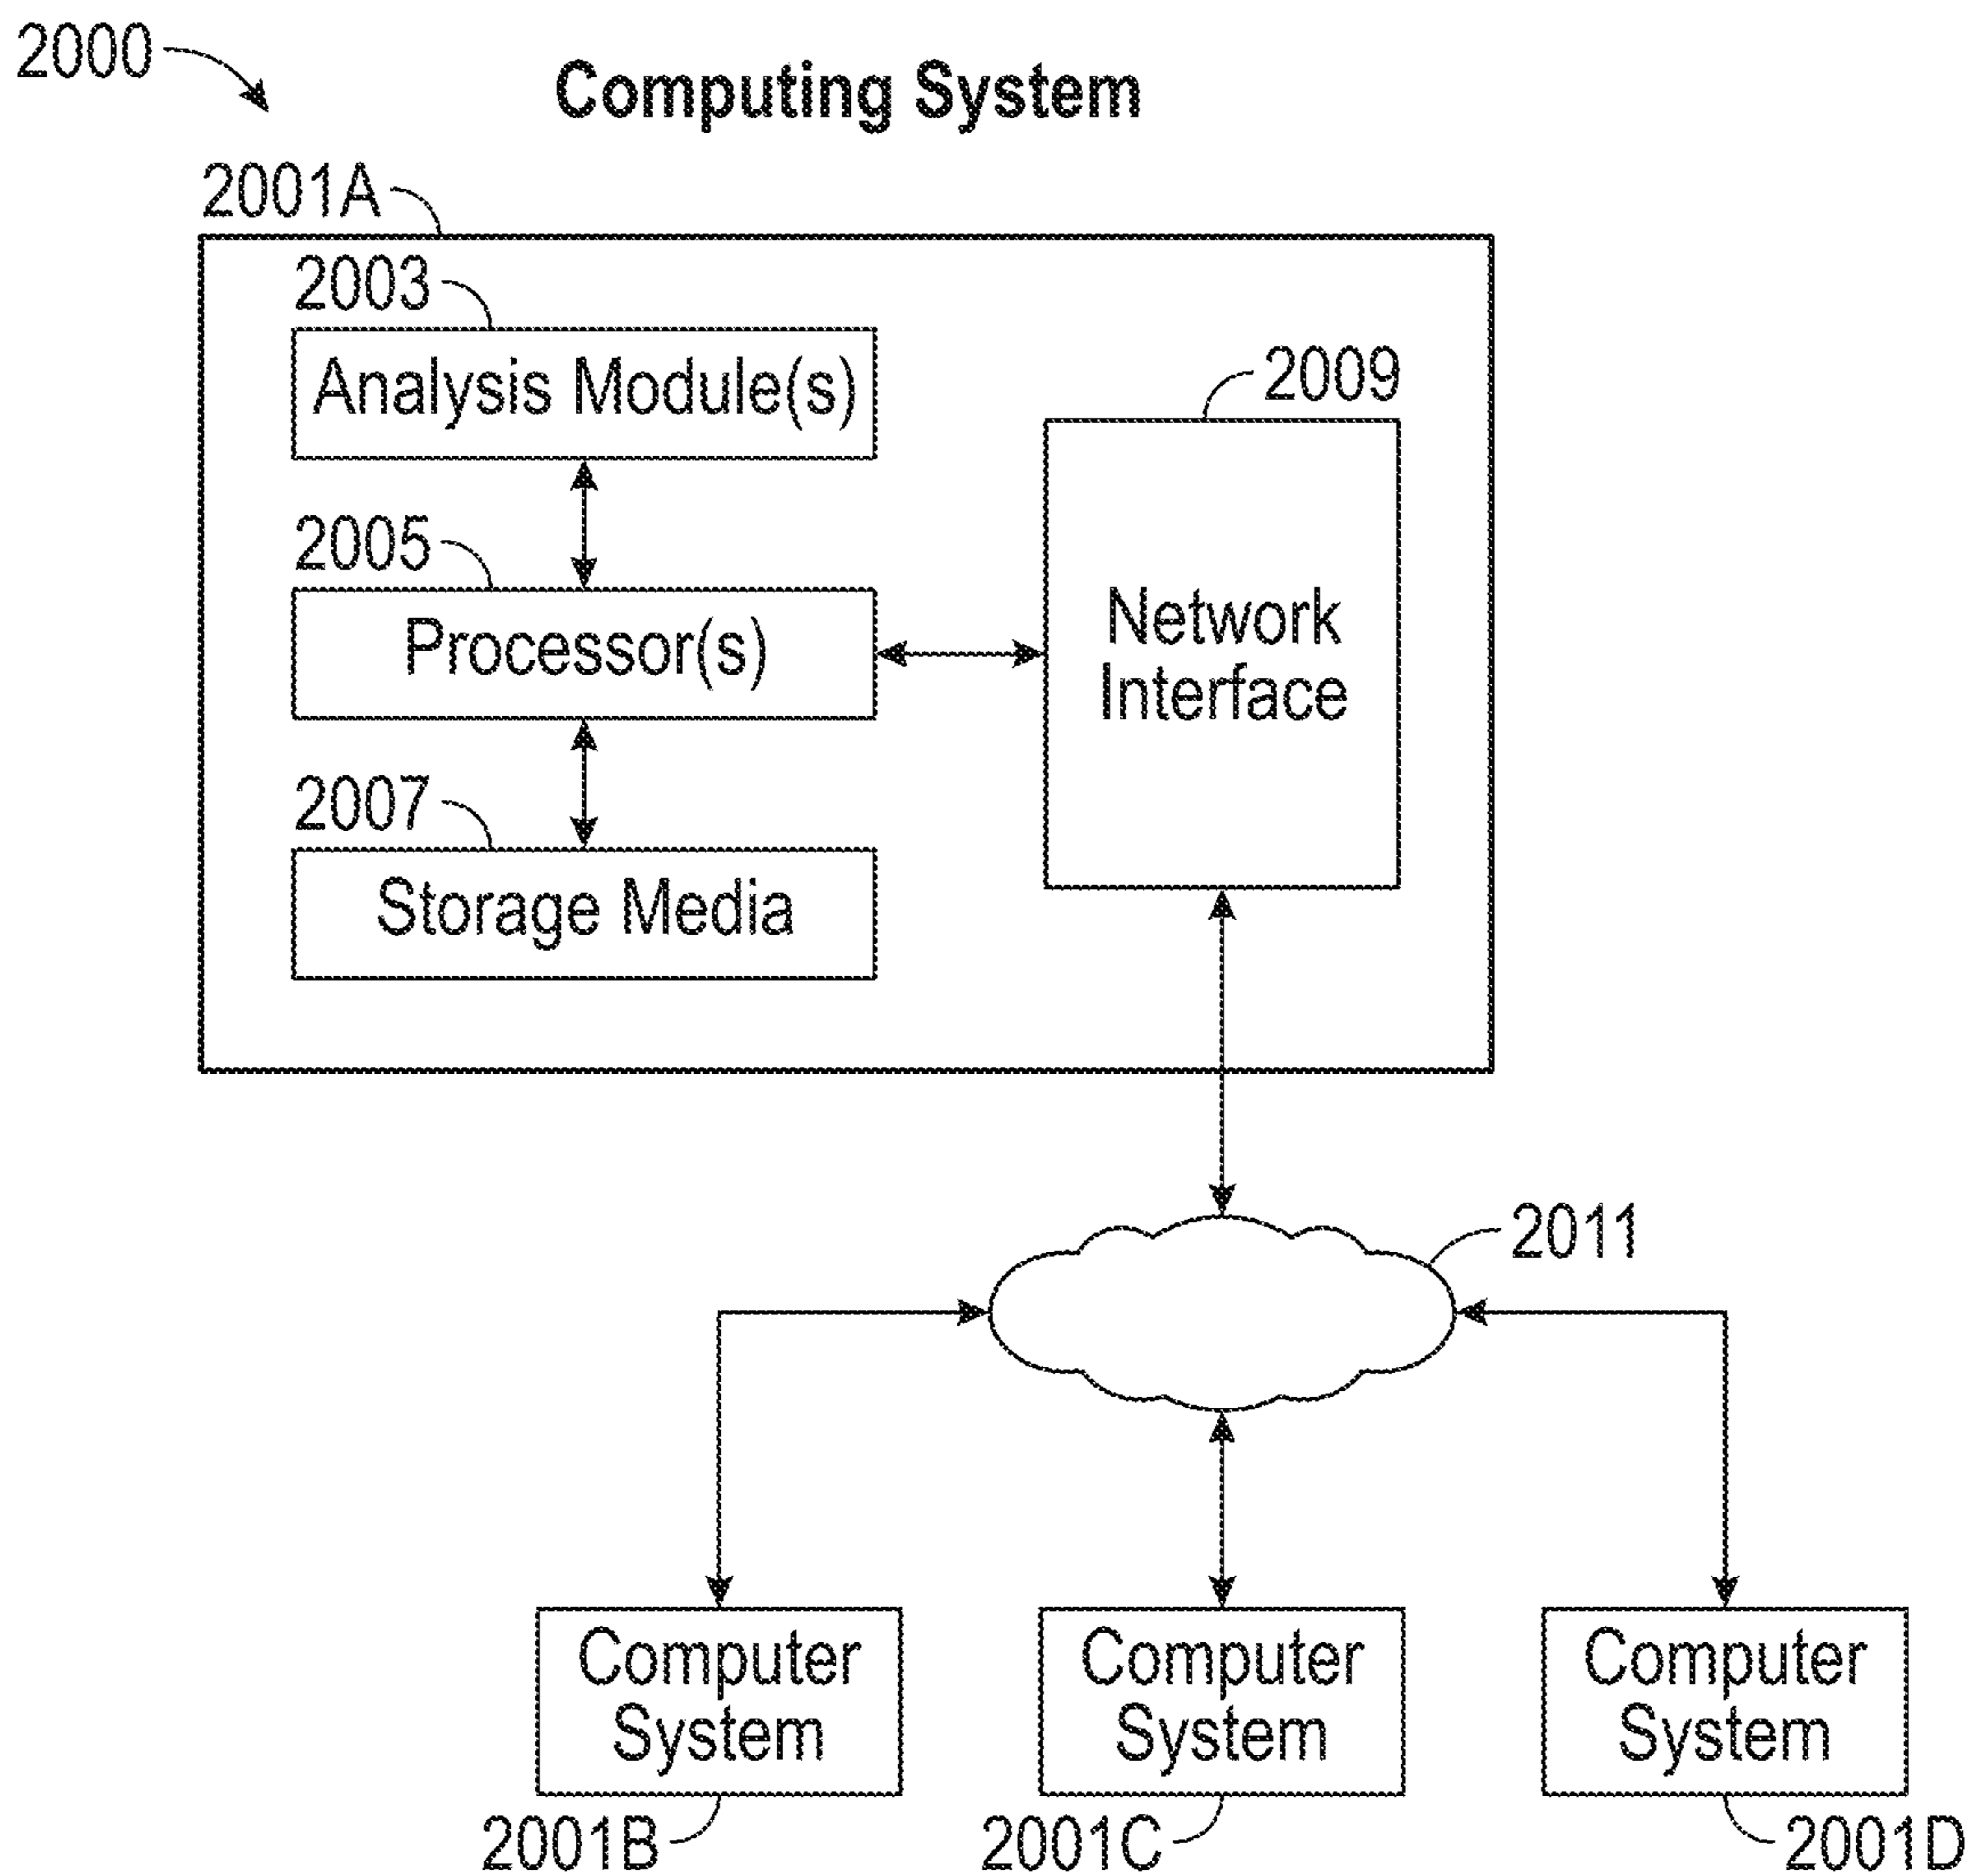 2000
Computing System
2001A
2003
Analysis Module(s)
2009
2005
Processor(s)
Network
Interface
2007
Storage Media
2011
Computer
System
Computer
System
Computer
System
2001B
2001C
2001D